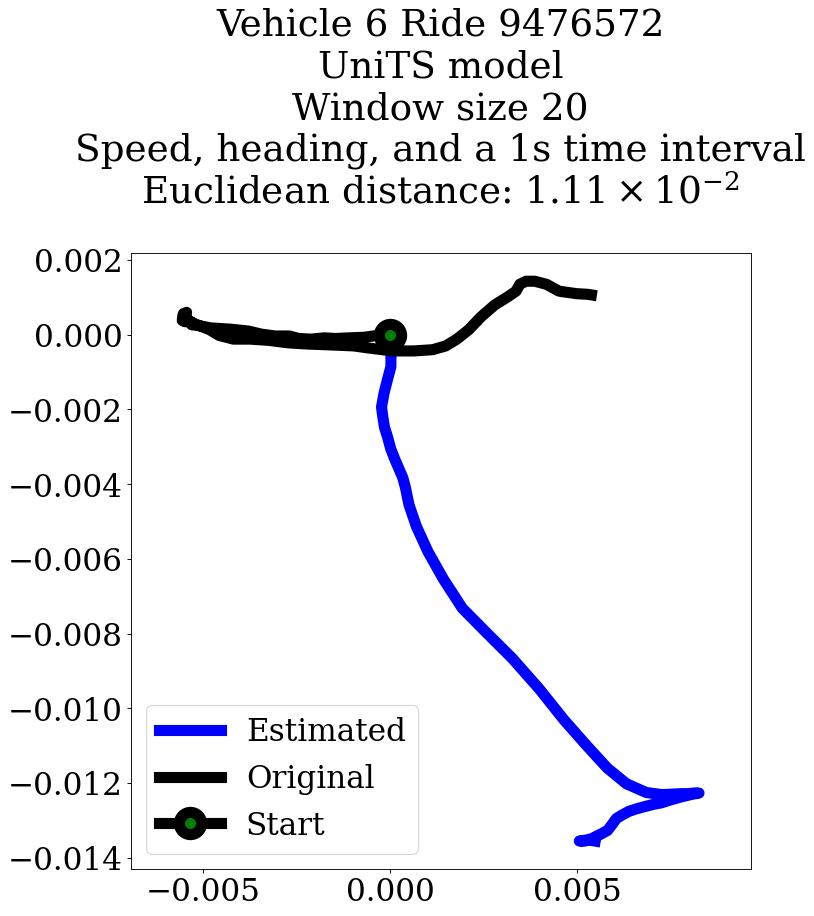 Vehicle 6 Ride 9476572
UniTS model
Window size 20
Speed, heading, and a 1s time interval
Euclidean distance: 1.11 × 10⁻²
0.002
0.000
−0.002
−0.004
−0.006
−0.008
−0.010
−0.012
−0.014
Estimated
Original
Start
−0.005 0.000 0.005